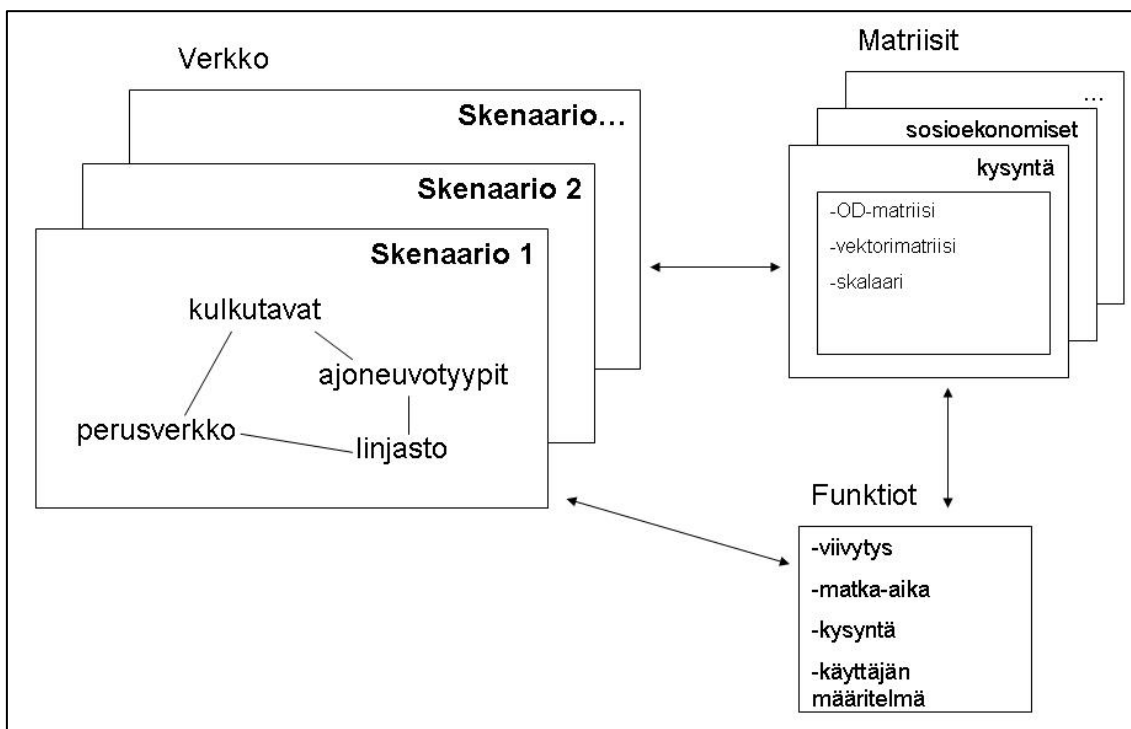 Verkko
Skenaario...
Skenaario 2
Skenaario 1
kulkutavat
ajoneuvotyypit
perusverkko
linjasto
Matriisit
...
sosioekonomiset
kysyntä
-OD-matriisi
-vektorimatriisi
-skalaari
Funktiot
-viivytys
-matka-aika
-kysyntä
-käyttäjän
määritelmä